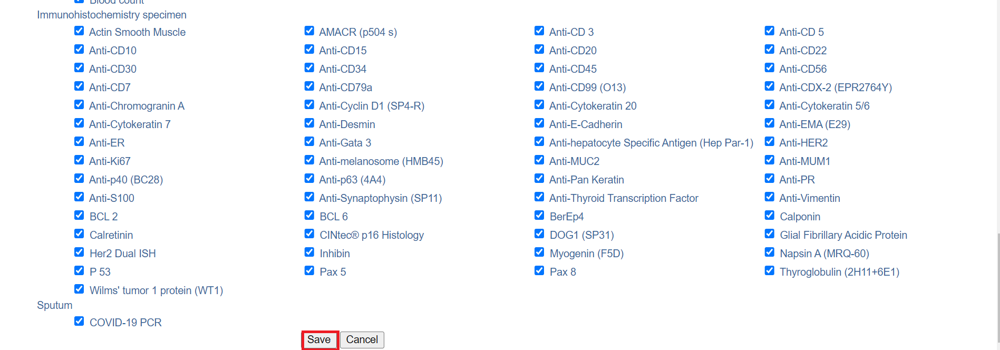 Blood count
Immunohistochemistry specimen
Actin Smooth Muscle AMACR (p504 s) Anti-CD 3 Anti-CD 5
Anti-CD10 Anti-CD15 Anti-CD20 Anti-CD22
Anti-CD30 Anti-CD34 Anti-CD45 Anti-CD56
Anti-CD7 Anti-CD79a Anti-CD99 (O13) Anti-CDX-2 (EPR2764Y)
Anti-Chromogranin A Anti-Cyclin D1 (SP4-R) Anti-Cytokeratin 20 Anti-Cytokeratin 5/6
Anti-Cytokeratin 7 Anti-Desmin Anti-E-Cadherin Anti-EMA (E29)
Anti-ER Anti-Gata 3 Anti-hepatocyte Specific Antigen (Hep Par-1) Anti-HER2
Anti-Ki67 Anti-melanosome (HMB45) Anti-MUC2 Anti-MUM1
Anti-p40 (BC28) Anti-p63 (4A4) Anti-Pan Keratin Anti-PR
Anti-S100 Anti-Synaptophysin (SP11) Anti-Thyroid Transcription Factor Anti-Vimentin
BCL 2 BCL 6 BerEp4 Calponin
Calretinin CINtec® p16 Histology DOG1 (SP31) Glial Fibrillary Acidic Protein
Her2 Dual ISH Inhibin Myogenin (F5D) Napsin A (MRQ-60)
P 53 Pax 5 Pax 8 Thyroglobulin (2H11+6E1)
Wilms' tumor 1 protein (WT1)
Sputum
COVID-19 PCR
Save Cancel